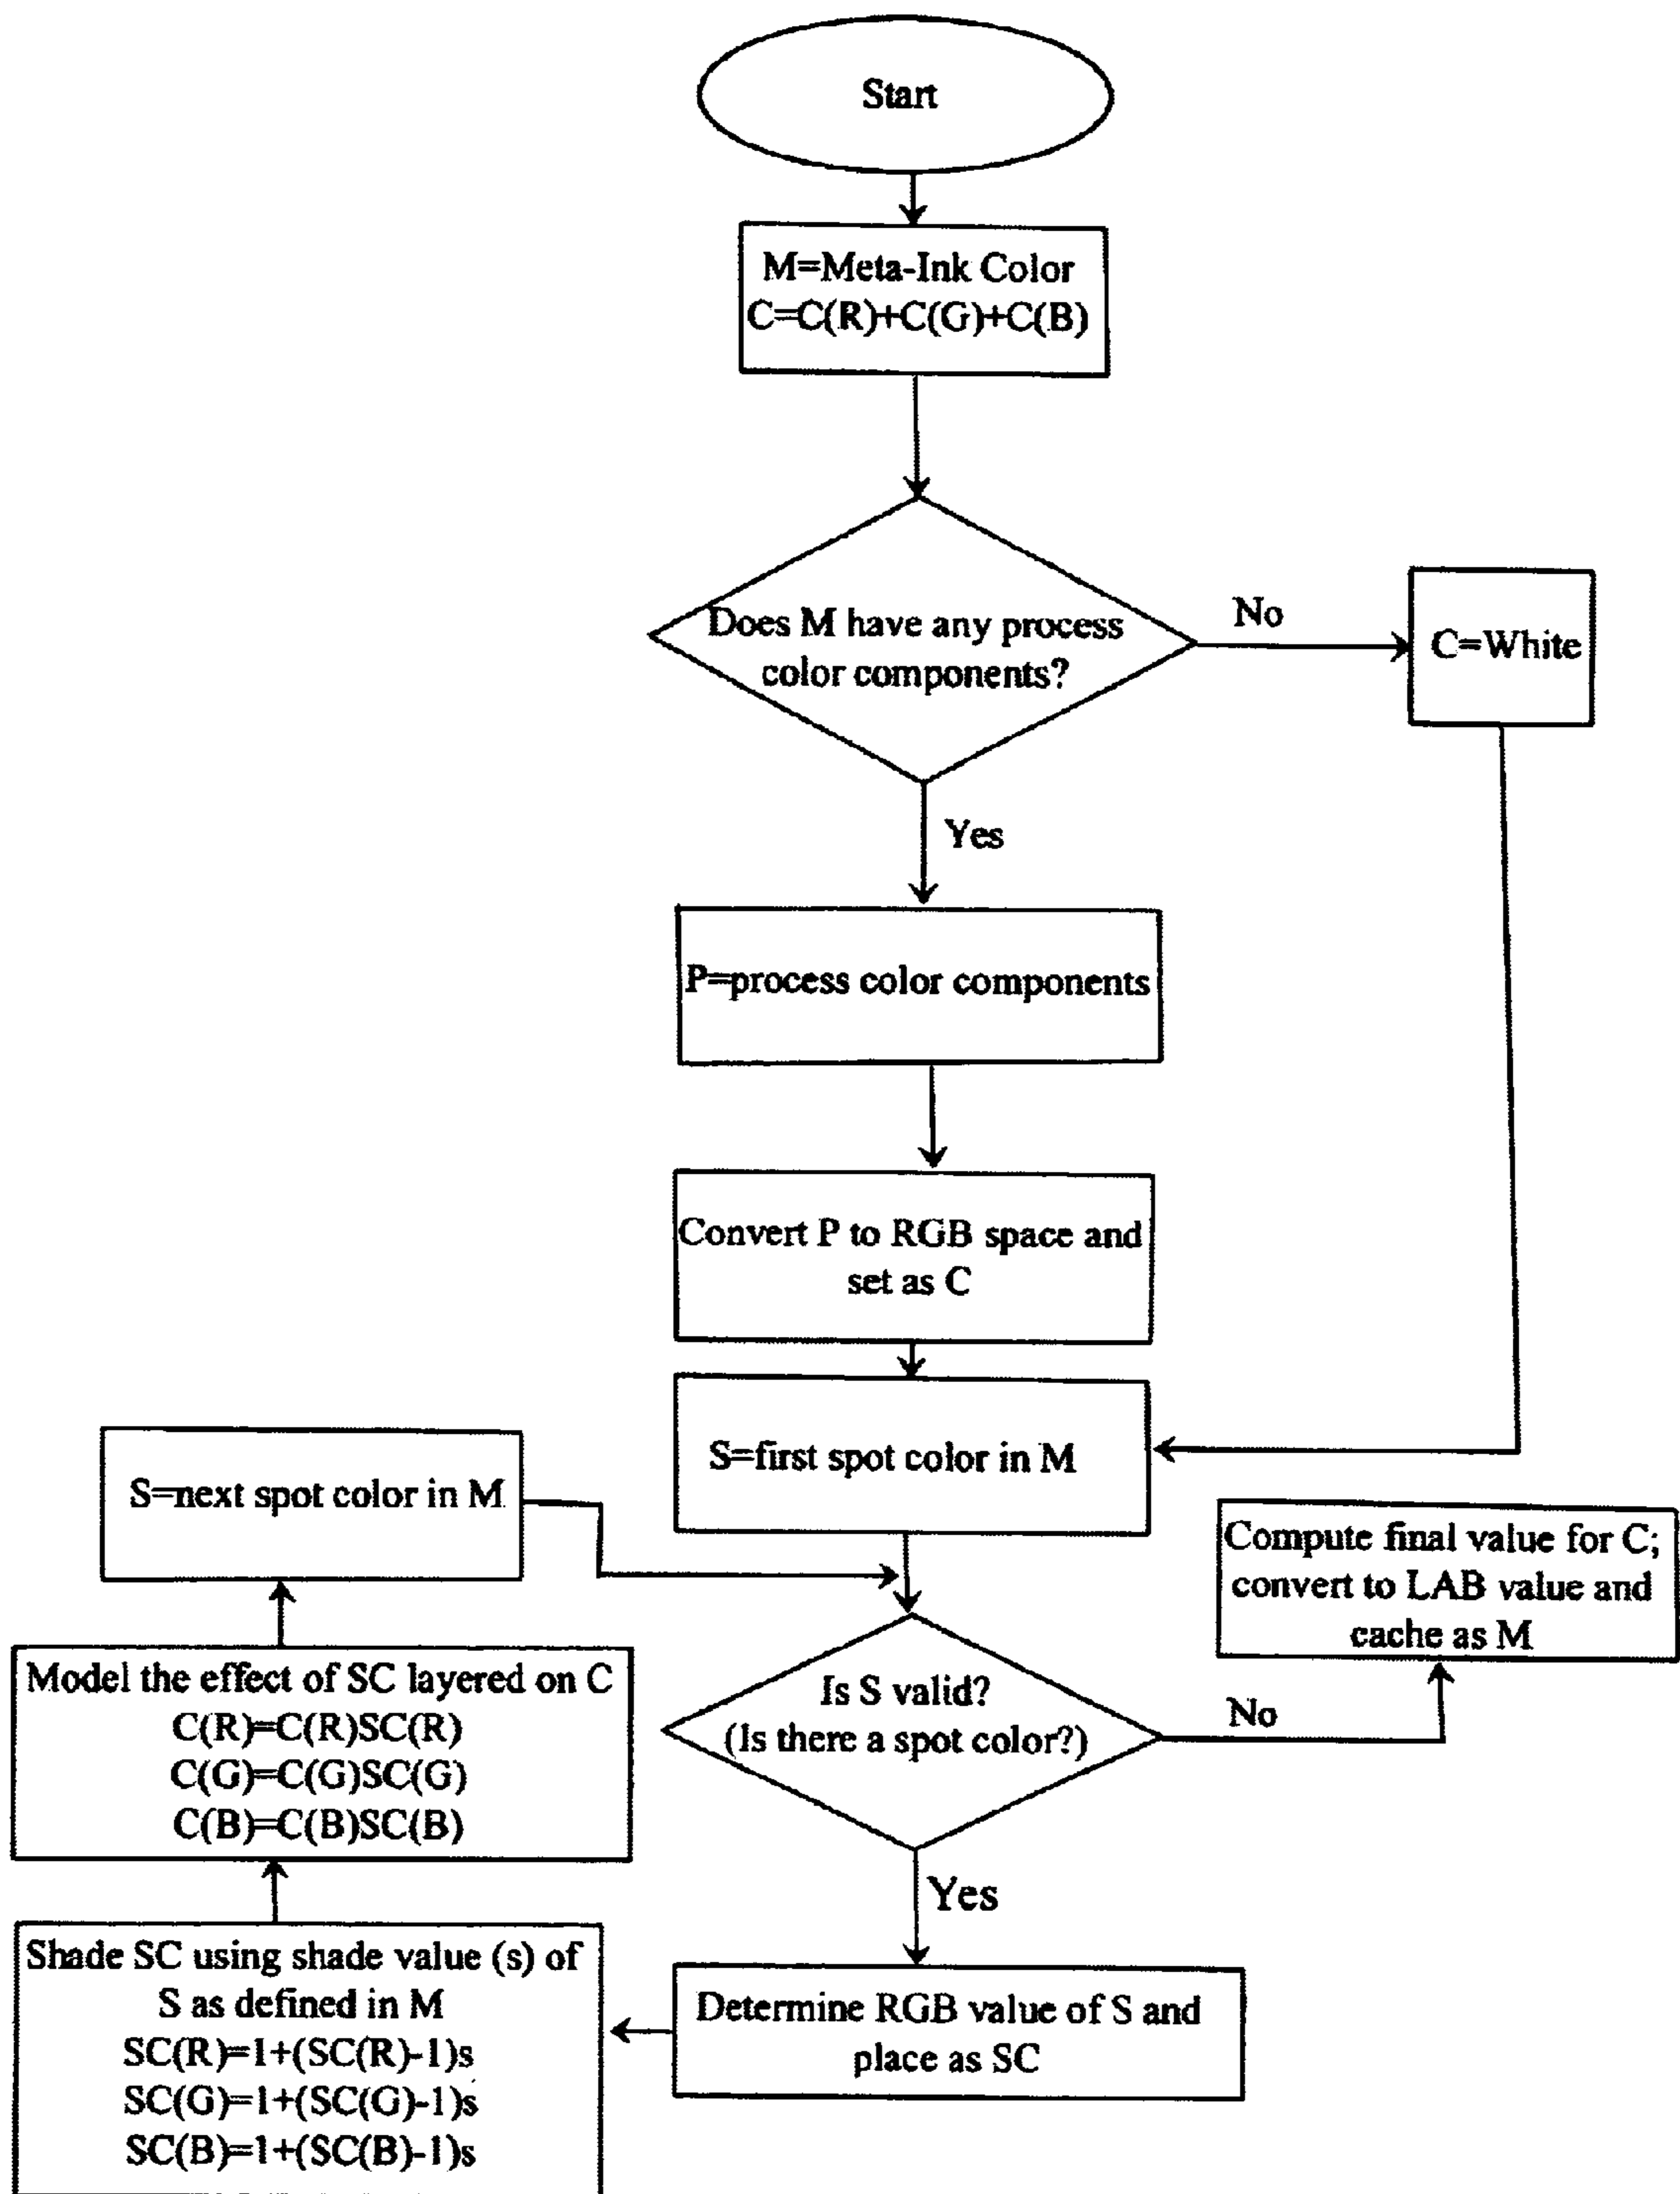 Start
M=Meta-Ink Color
C=C(R)+C(G)+C(B)
Does M have any process
color components?
No
C=White
Yes
P=process color components
Convert P to RGB space and
set as C
S=first spot color in M
S=next spot color in M
Compute final value for C;
convert to LAB value and
cache as M
Is S valid?
(Is there a spot color?)
No
Model the effect of SC layered on C
C(R)=C(R)SC(R)
C(G)=C(G)SC(G)
C(B)=C(B)SC(B)
Yes
Determine RGB value of S and
place as SC
Shade SC using shade value (s) of
S as defined in M
SC(R)=1+(SC(R)-1)s
SC(G)=1+(SC(G)-1)s
SC(B)=1+(SC(B)-1)s